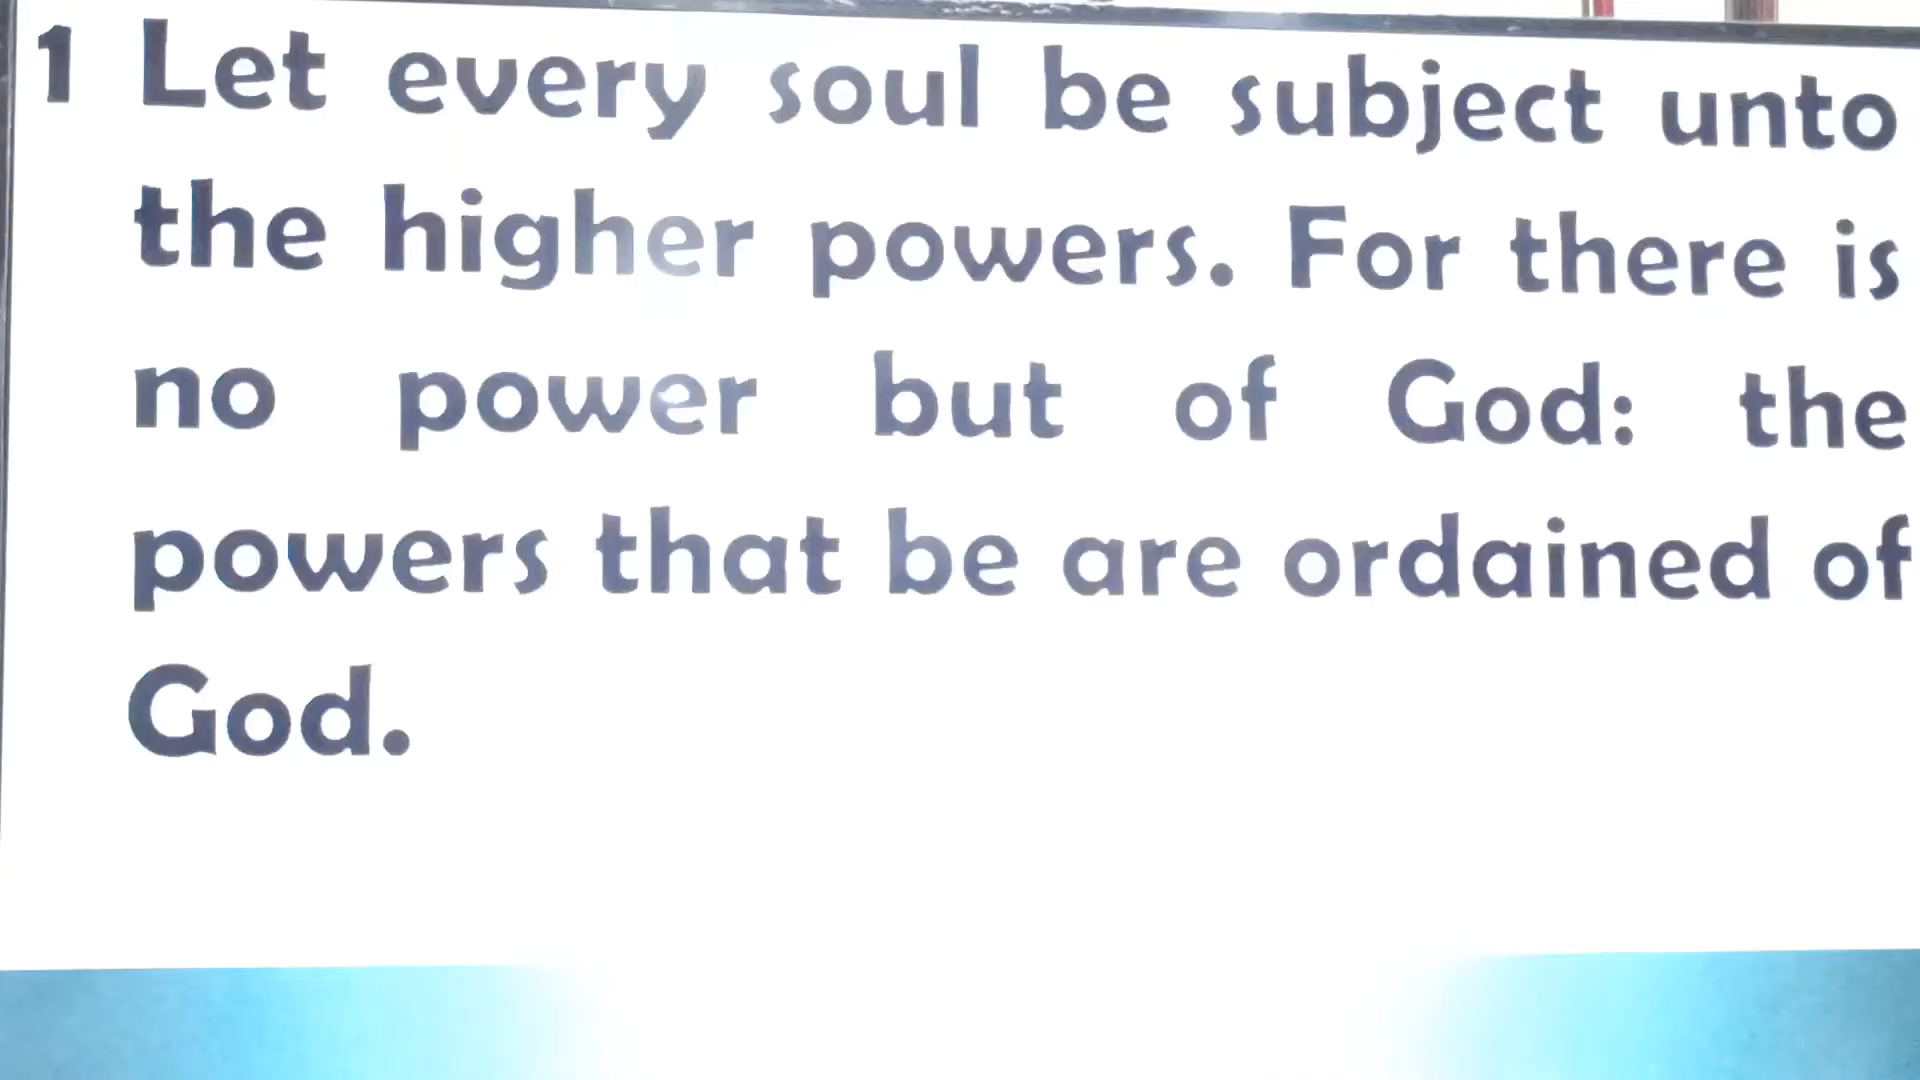 1 Let every soul be subject unto
the higher powers. For there is
no power but of God: the
powers that be are ordained of
God.